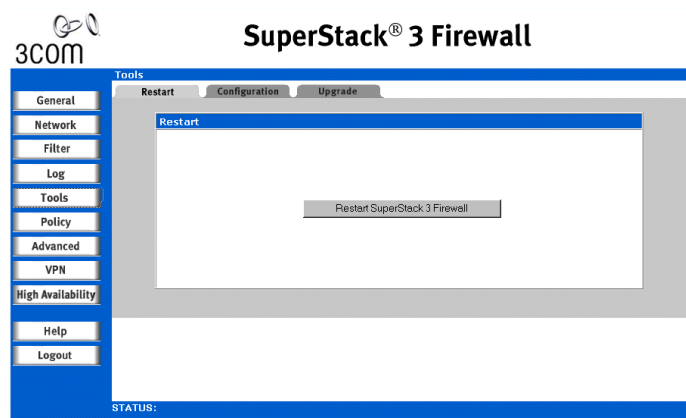 3COM
SuperStack® 3 Firewall
Tools
Restart Configuration Upgrade
General
Network
Filter
Log
Tools
Policy
Advanced
VPN
High Availability
Help
Logout
Restart
Restart SuperStack 3 Firewall
STATUS: